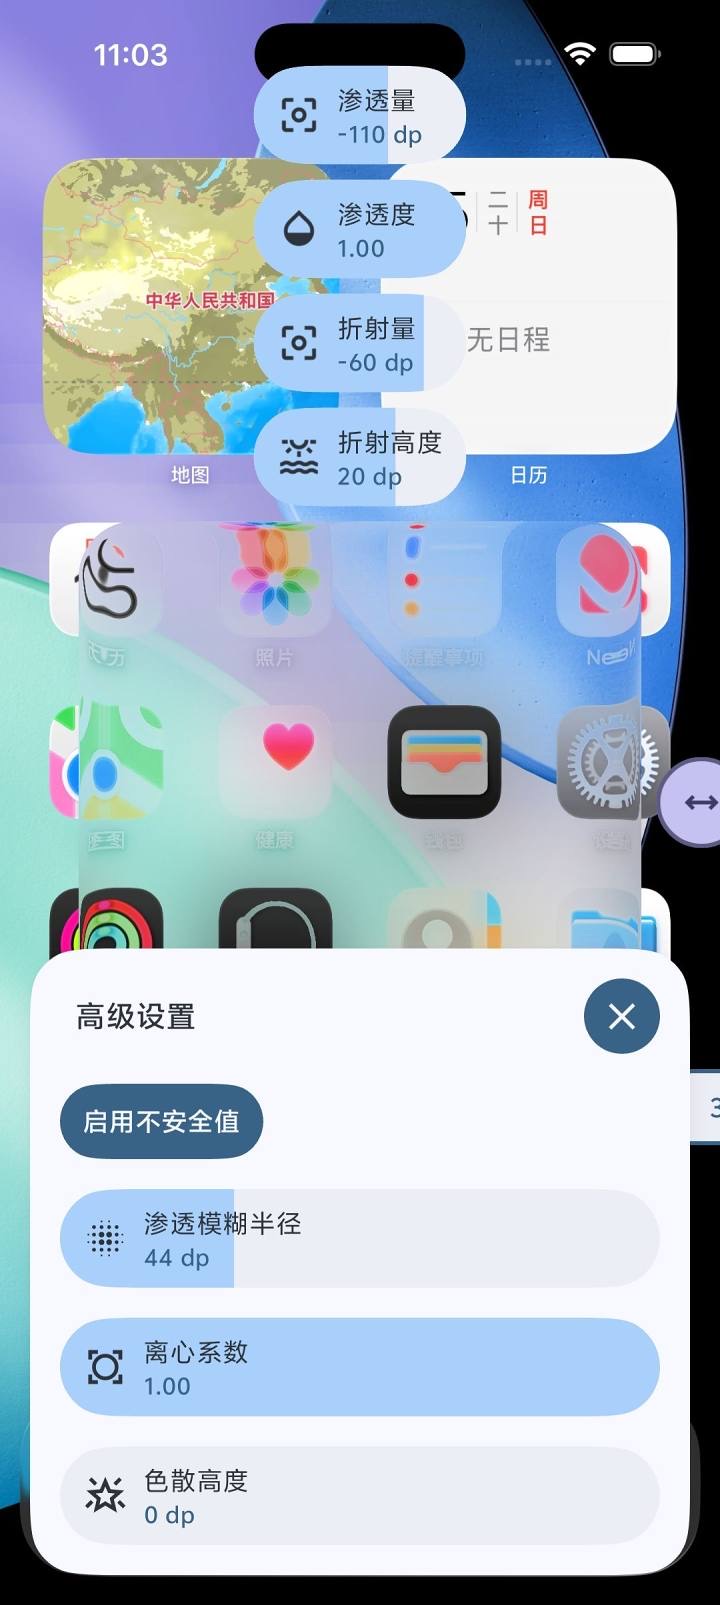 11:03
渗透量
-110 dp
渗透度
1.00
二十
周日
中华人民共和国
折射量
-60 dp
无日程
折射高度
20 dp
地图
日历
照片
提醒事项
健康
钱包
高级设置
启用不安全值
3
渗透模糊半径
44 dp
离心系数
1.00
色散高度
0 dp